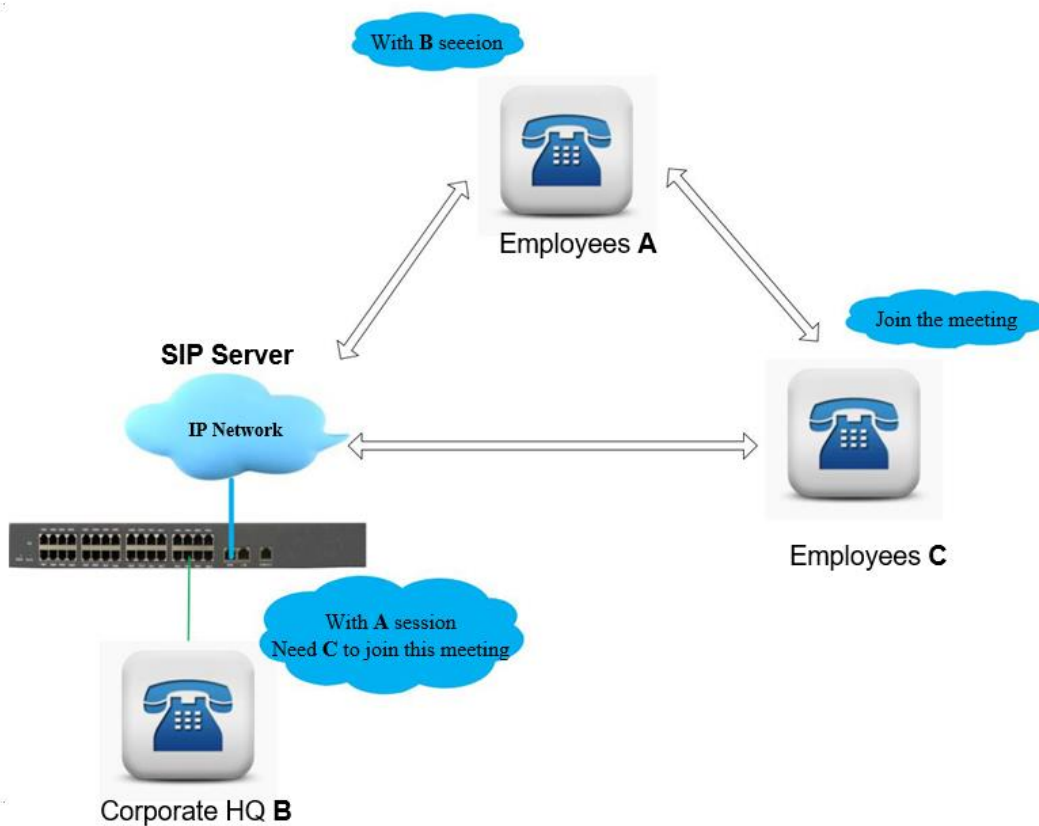 With B seeeion
Employees A
Join the meeting
SIP Server
IP Network
Employees C
With A session
Need C to join this meeting
Corporate HQ B